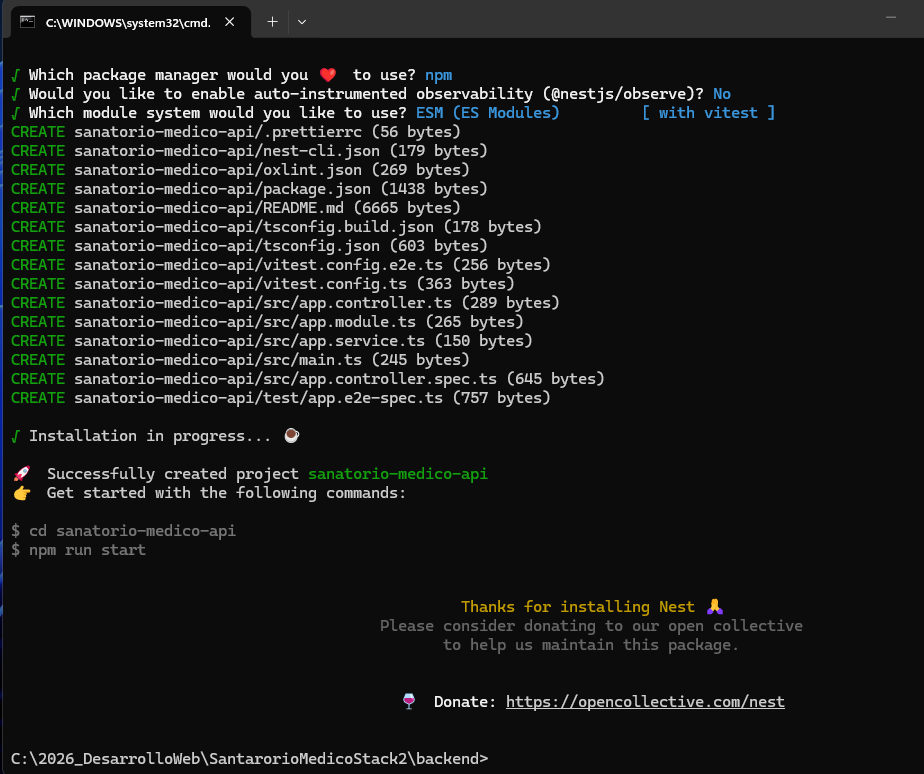 C:\WINDOWS\system32\cmd.
√ Which package manager would you ❤️ to use? npm
√ Would you like to enable auto-instrumented observability (@nestjs/observe)? No
√ Which module system would you like to use? ESM (ES Modules) [ with vitest ]
CREATE sanatorio-medico-api/.prettierrc (56 bytes)
CREATE sanatorio-medico-api/nest-cli.json (179 bytes)
CREATE sanatorio-medico-api/oxlint.json (269 bytes)
CREATE sanatorio-medico-api/package.json (1438 bytes)
CREATE sanatorio-medico-api/README.md (6665 bytes)
CREATE sanatorio-medico-api/tsconfig.build.json (178 bytes)
CREATE sanatorio-medico-api/tsconfig.json (603 bytes)
CREATE sanatorio-medico-api/vitest.config.e2e.ts (256 bytes)
CREATE sanatorio-medico-api/vitest.config.ts (363 bytes)
CREATE sanatorio-medico-api/src/app.controller.ts (289 bytes)
CREATE sanatorio-medico-api/src/app.module.ts (265 bytes)
CREATE sanatorio-medico-api/src/app.service.ts (150 bytes)
CREATE sanatorio-medico-api/src/main.ts (245 bytes)
CREATE sanatorio-medico-api/src/app.controller.spec.ts (645 bytes)
CREATE sanatorio-medico-api/test/app.e2e-spec.ts (757 bytes)
√ Installation in progress... ☕
🚀 Successfully created project sanatorio-medico-api
👉 Get started with the following commands:
$ cd sanatorio-medico-api
$ npm run start
Thanks for installing Nest 🙏
Please consider donating to our open collective
to help us maintain this package.
🍷 Donate: https://opencollective.com/nest
C:\2026_DesarrolloWeb\SantarorioMedicoStack2\backend>